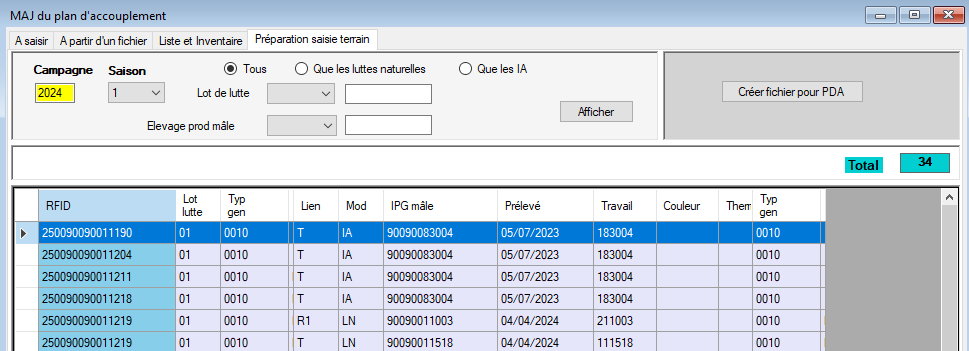 MAJ du plan d'accouplement
A saisir A partir d'un fichier Liste et Inventaire Préparation saisie terrain
Campagne Saison Tous Que les luttes naturelles Que les IA
2024 1 Lot de lutte Créer fichier pour PDA
Afficher
Elevage prod mâle
Total 34
RFID Lot lutte Typ gen Lien Mod IPG mâle Prélevé Travail Couleur Them Typ gen
250090090011190 01 0010 T IA 90090083004 05/07/2023 183004 0010
250090090011204 01 0010 T IA 90090083004 05/07/2023 183004 0010
250090090011211 01 0010 T IA 90090083004 05/07/2023 183004 0010
250090090011218 01 0010 T IA 90090083004 05/07/2023 183004 0010
250090090011219 01 0010 R1 LN 90090011003 04/04/2024 211003 0010
250090090011219 01 0010 T LN 90090011518 04/04/2024 111518 0010